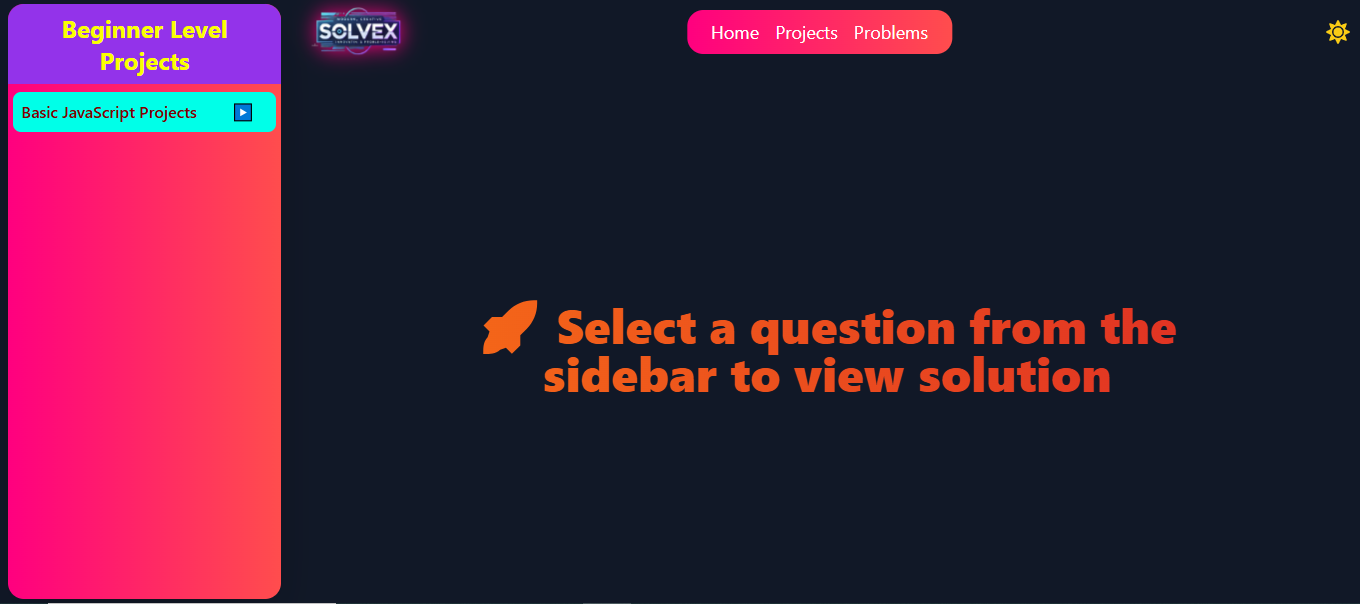 Beginner Level
Projects
Basic JavaScript Projects
SOLVEX
Home Projects Problems
Select a question from the
sidebar to view solution